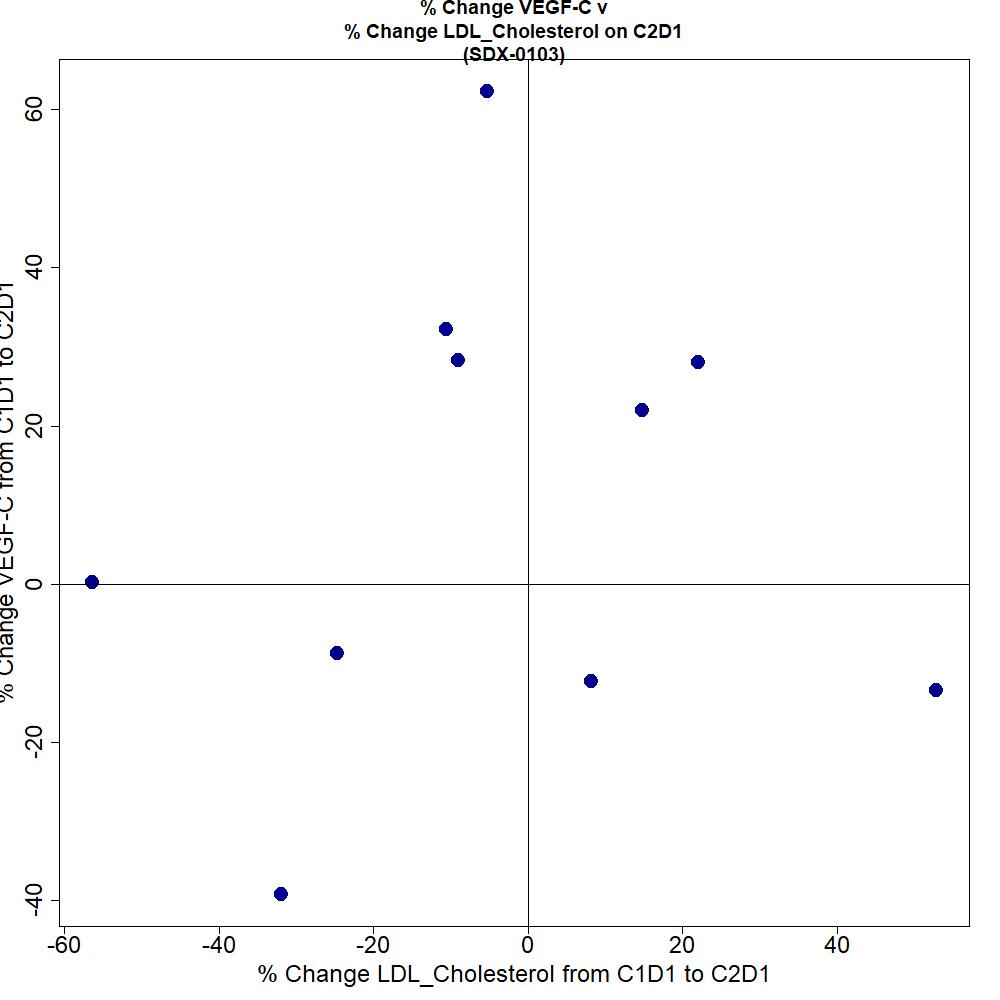 % Change VEGF-C v
% Change LDL_Cholesterol on C2D1
(SDX-0103)
% Change VEGF-C from C1D1 to C2D1
60
40
20
0
-20
-40
-60
-40
-20
0
20
40
% Change LDL_Cholesterol from C1D1 to C2D1